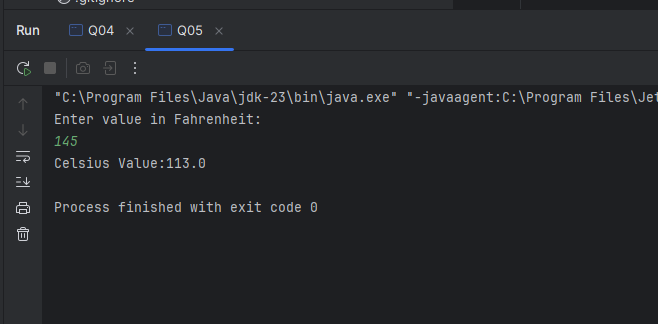 .gitignore
Run Q04 × Q05 ×
"C:\Program Files\Java\jdk-23\bin\java.exe" "-javaagent:C:\Program Files\Jet
Enter value in Fahrenheit:
145
Celsius Value:113.0
Process finished with exit code 0